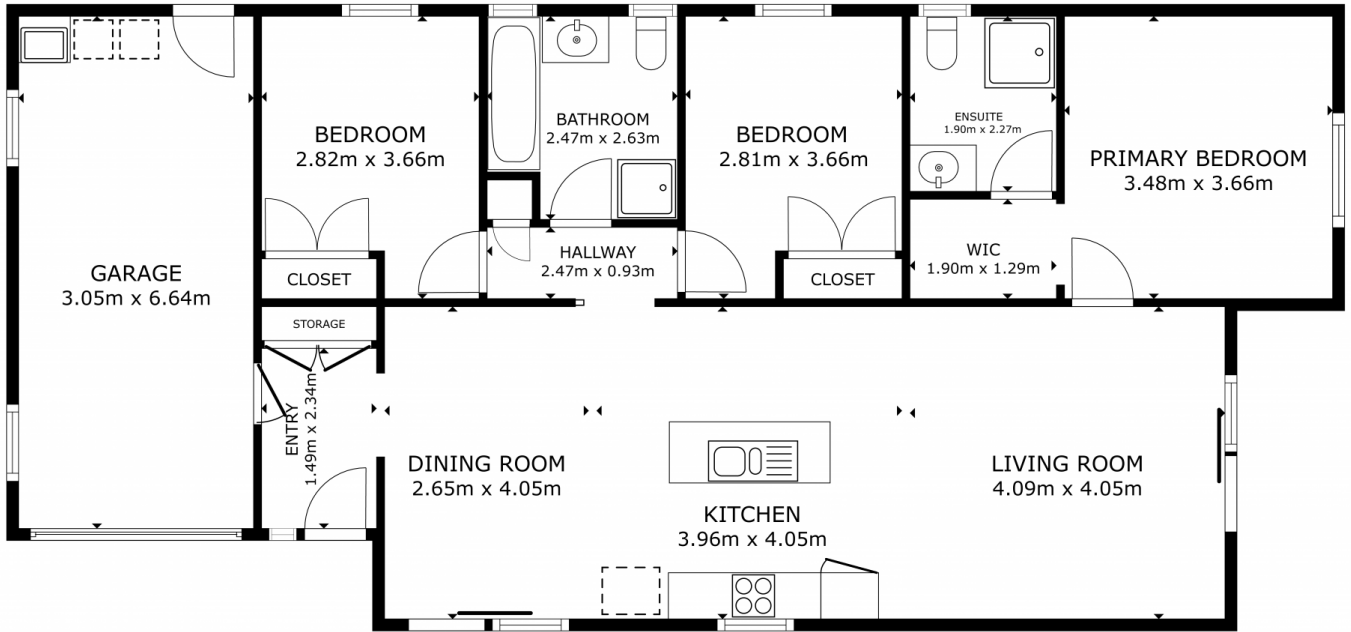 BEDROOM
2.82m x 3.66m
BATHROOM
2.47m x 2.63m
BEDROOM
2.81m x 3.66m
ENSUITE
1.90m x 2.27m
PRIMARY BEDROOM
3.48m x 3.66m
GARAGE
3.05m x 6.64m
CLOSET
HALLWAY
2.47m x 0.93m
CLOSET
WIC
1.90m x 1.29m
STORAGE
ENTRY
1.49m x 2.34m
DINING ROOM
2.65m x 4.05m
KITCHEN
3.96m x 4.05m
LIVING ROOM
4.09m x 4.05m